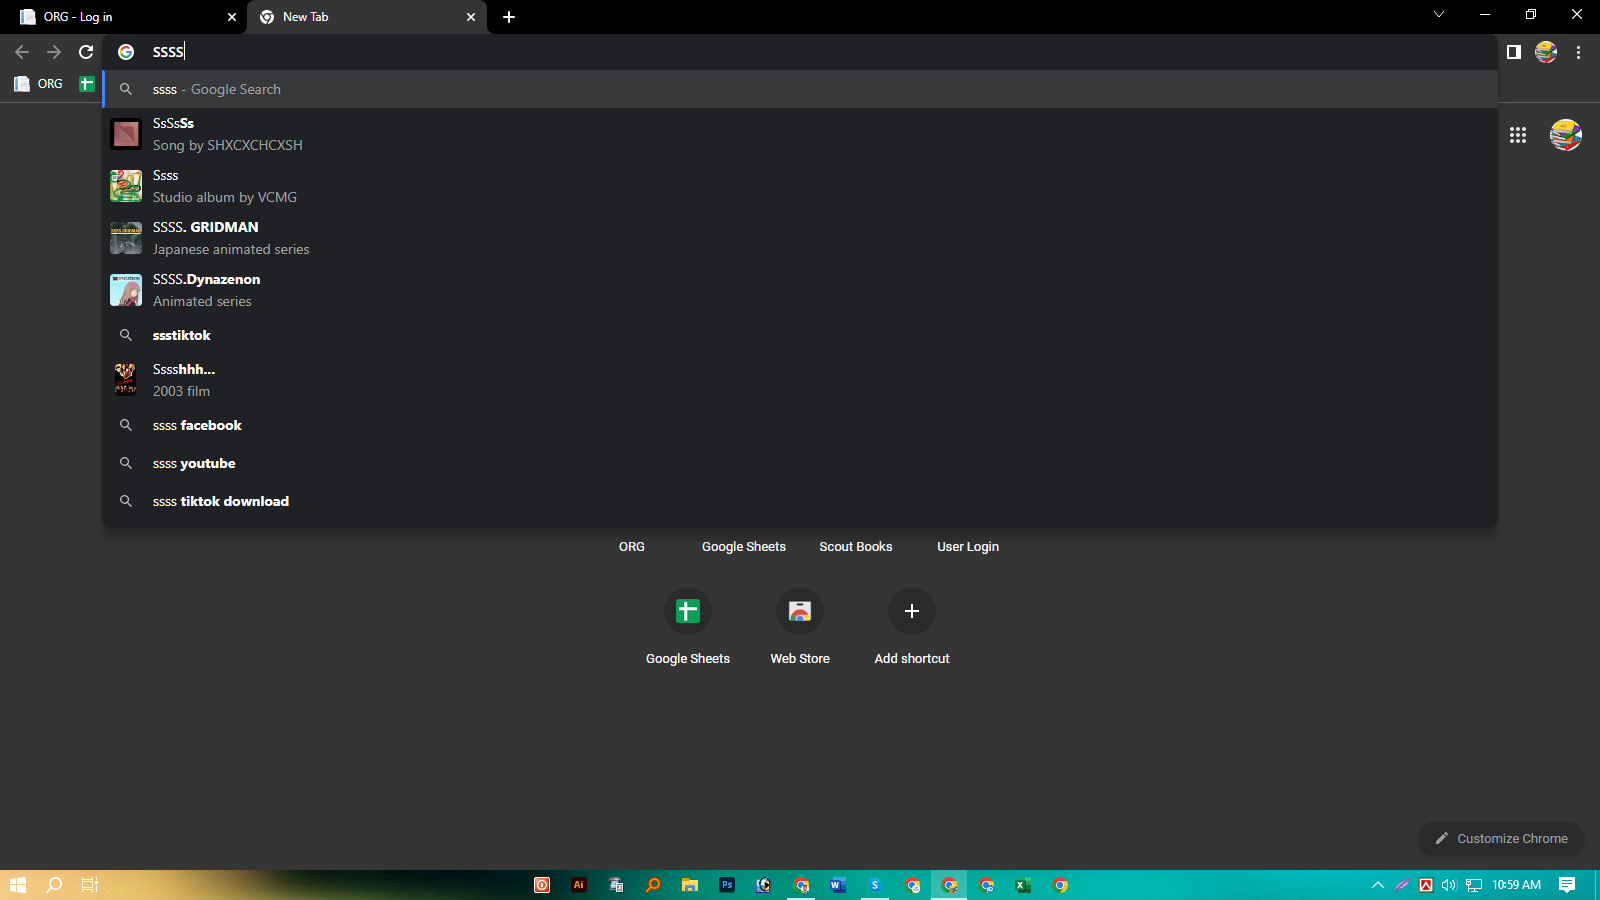 ORG - Log in
New Tab
ssss
ORG
ssss - Google Search
SsSsSs
Song by SHXCXCHCXSH
Ssss
Studio album by VCMG
SSSS. GRIDMAN
Japanese animated series
SSSS.Dynazenon
Animated series
ssstiktok
Sssshhh...
2003 film
ssss facebook
ssss youtube
ssss tiktok download
ORG Google Sheets Scout Books User Login
Google Sheets Web Store Add shortcut
Customize Chrome
Ai Ps W S X 10:59 AM